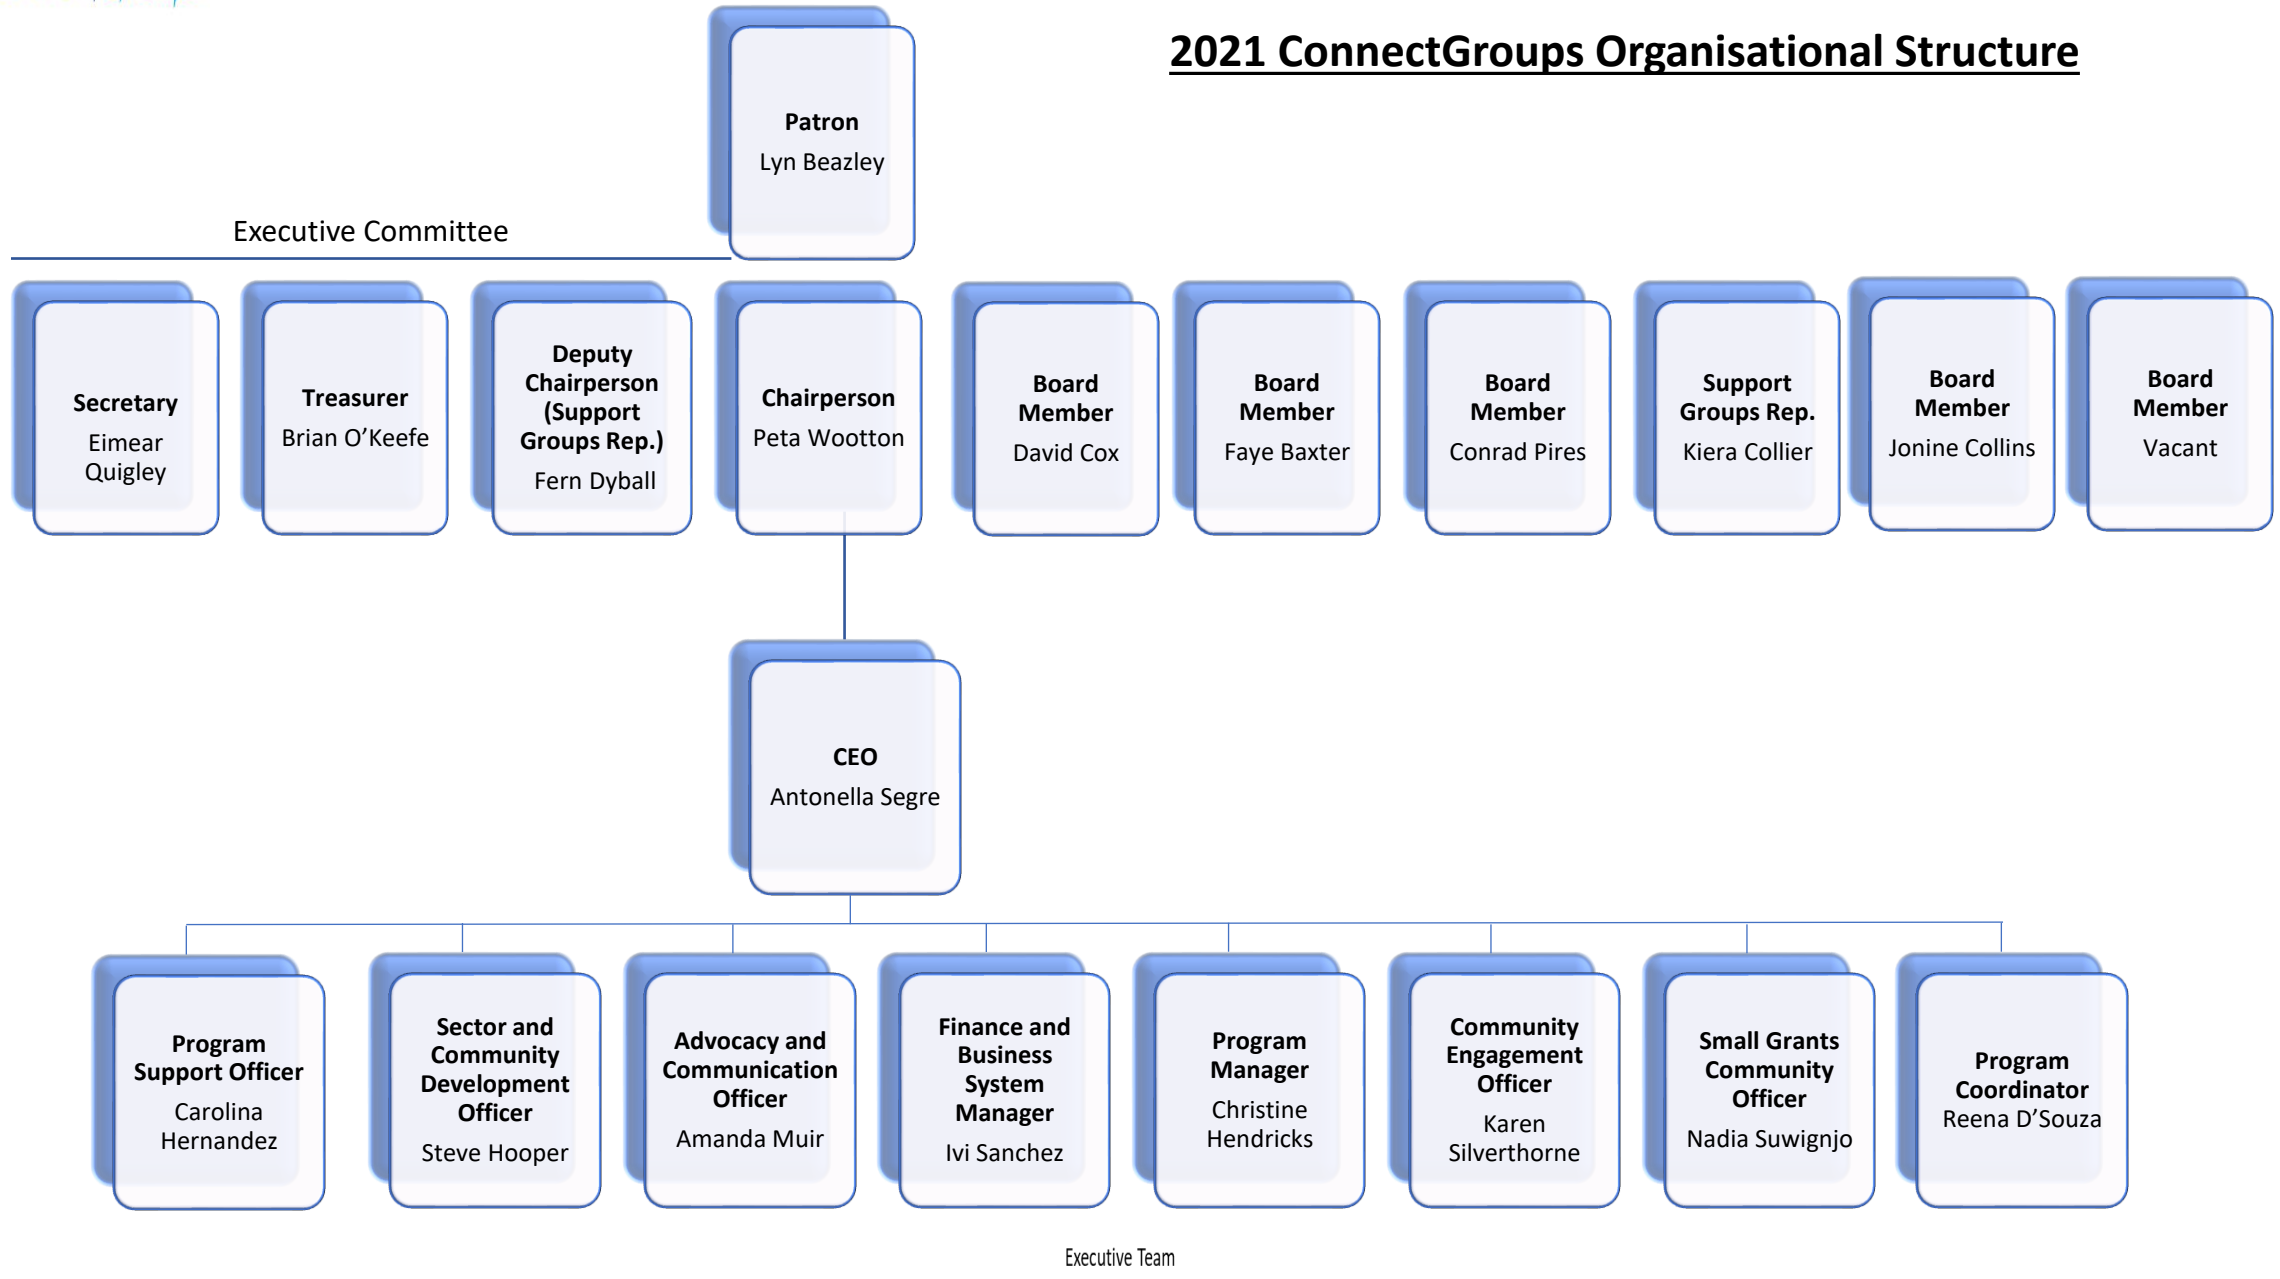 2021 ConnectGroups Organisational Structure
Patron
Lyn Beazley
Executive Committee
Secretary
Eimear
Quigley
Treasurer
Brian O’Keefe
Deputy
Chairperson
(Support
Groups Rep.)
Fern Dyball
Chairperson
Peta Wootton
Board
Member
David Cox
Board
Member
Faye Baxter
Board
Member
Conrad Pires
Support
Groups Rep.
Kiera Collier
Board
Member
Jonine Collins
Board
Member
Vacant
CEO
Antonella Segre
Program
Support Officer
Carolina
Hernandez
Sector and
Community
Development
Officer
Steve Hooper
Advocacy and
Communication
Officer
Amanda Muir
Finance and
Business
System
Manager
Ivi Sanchez
Program
Manager
Christine
Hendricks
Community
Engagement
Officer
Karen
Silverthorne
Small Grants
Community
Officer
Nadia Suwignjo
Program
Coordinator
Reena D’Souza
Executive Team